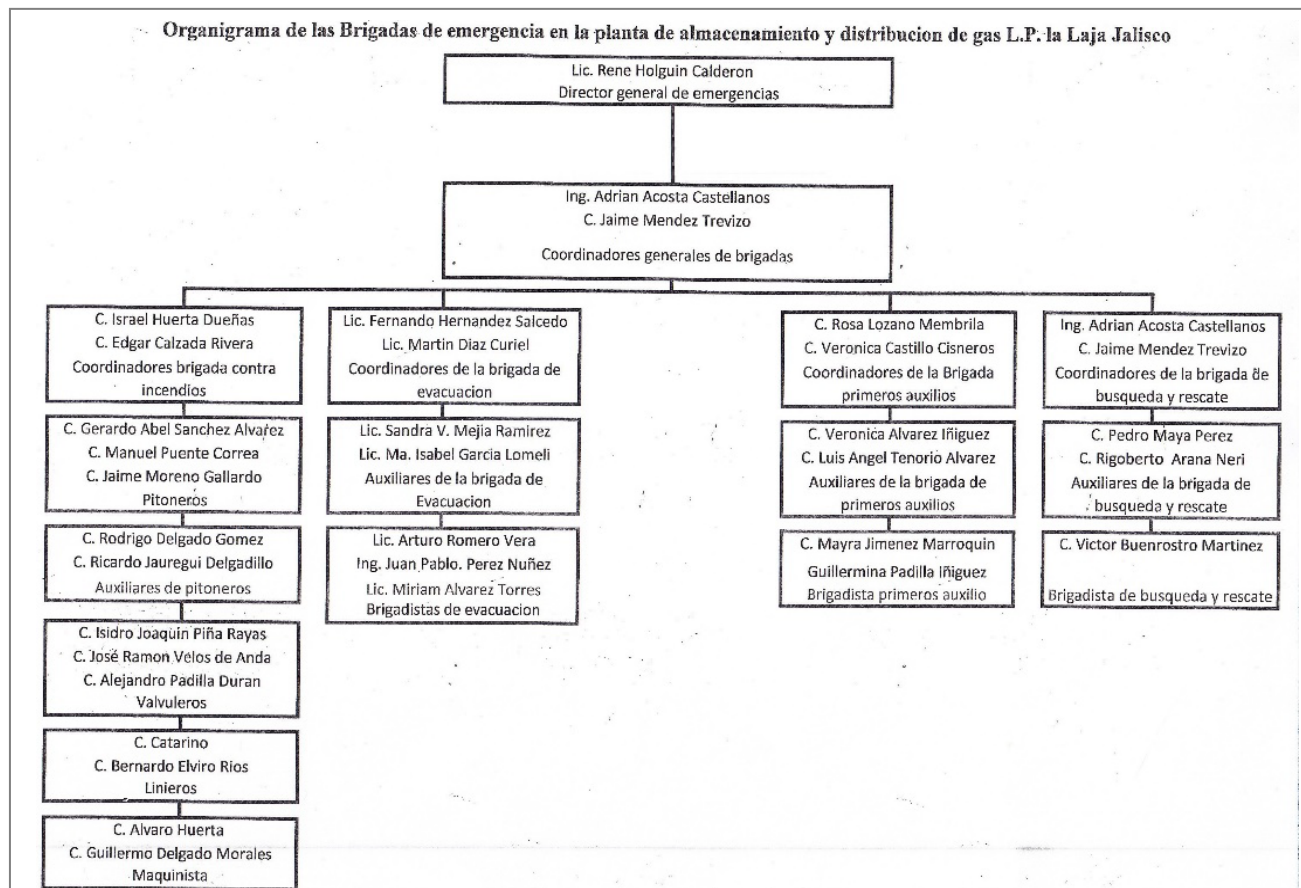 Organigrama de las Brigadas de emergencia en la planta de almacenamiento y distribucion de gas L.P. la Laja Jalisco
Lic. Rene Holguin Calderon
Director general de emergencias
Ing. Adrian Acosta Castellanos
C. Jaime Mendez Trevizo
Coordinadores generales de brigadas
C. Israel Huerta Dueñas
C. Edgar Calzada Rivera
Coordinadores brigada contra
incendios
C. Gerardo Abel Sanchez Alvarez
C. Manuel Puente Correa
C. Jaime Moreno Gallardo
Pitoneros
C. Rodrigo Delgado Gomez
C. Ricardo Jauregui Delgadillo
Auxiliares de pitoneros
C. Isidro Joaquin Piña Rayas
C. José Ramon Velos de Anda
C. Alejandro Padilla Duran
Valvuleros
C. Catarino
C. Bernardo Elviro Rios
Linieros
C. Alvaro Huerta
C. Guillermo Delgado Morales
Maquinista
Lic. Fernando Hernandez Salcedo
Lic. Martin Diaz Curiel
Coordinadores de la brigada de
evacuacion
Lic. Sandra V. Mejia Ramirez
Lic. Ma. Isabel Garcia Lomeli
Auxiliares de la brigada de
Evacuacion
Lic. Arturo Romero Vera
Ing. Juan Pablo. Perez Nuñez
Lic. Miriam Alvarez Torres
Brigadistas de evacuacion
C. Rosa Lozano Membrila
C. Veronica Castillo Cisneros
Coordinadores de la Brigada
primeros auxilios
C. Veronica Alvarez Iñiguez
C. Luis Angel Tenorio Alvarez
Auxiliares de la brigada de
primeros auxilios
C. Mayra Jimenez Marroquin
Guillermina Padilla Iñiguez
Brigadista primeros auxilio
Ing. Adrian Acosta Castellanos
C. Jaime Mendez Trevizo
Coordinadores de la brigada de
busqueda y rescate
C. Pedro Maya Perez
C. Rigoberto Arana Neri
Auxiliares de la brigada de
busqueda y rescate
C. Victor Buenrostro Martinez
Brigadista de busqueda y rescate